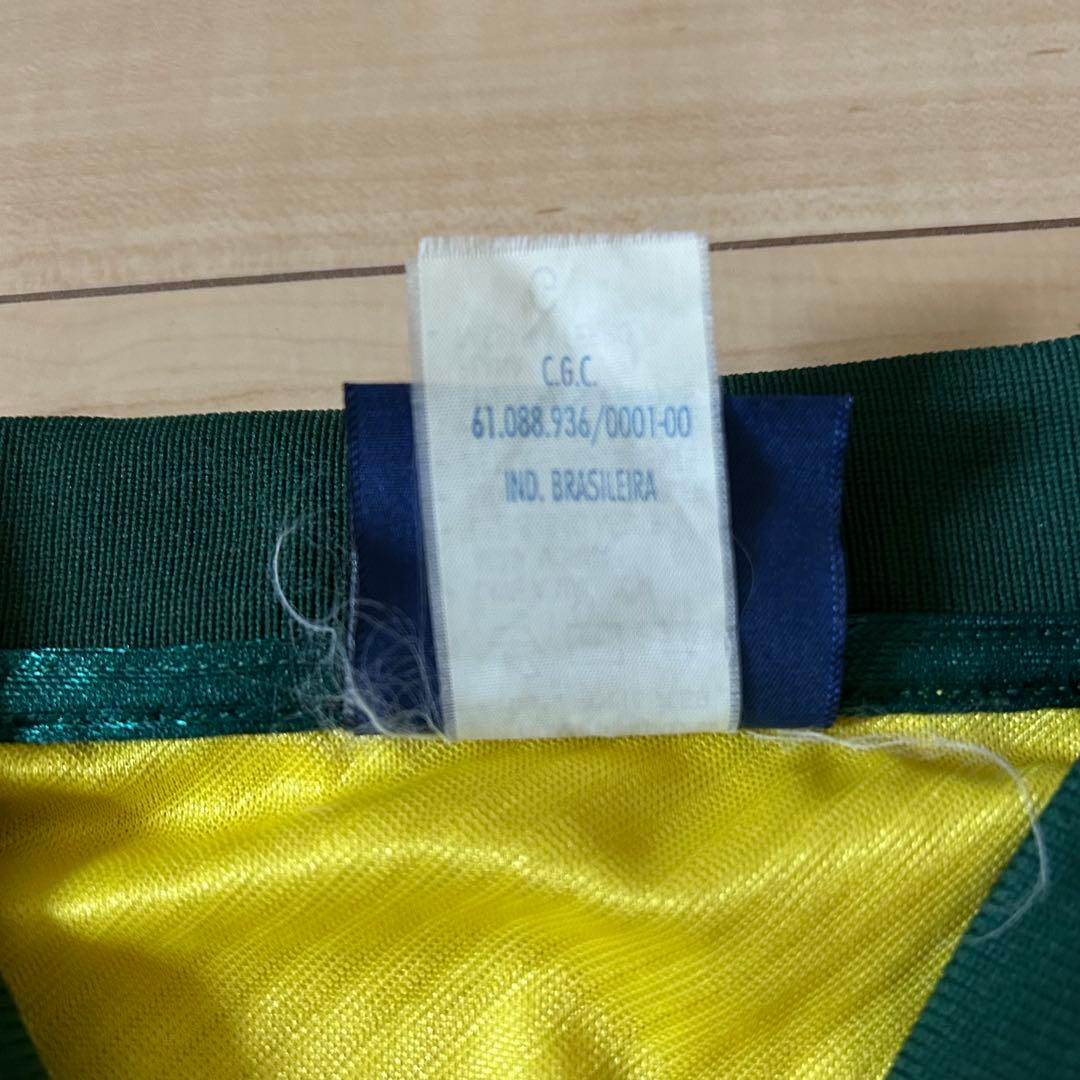 C.G.C.
61.088.936/0001-00
IND. BRASILEIRA